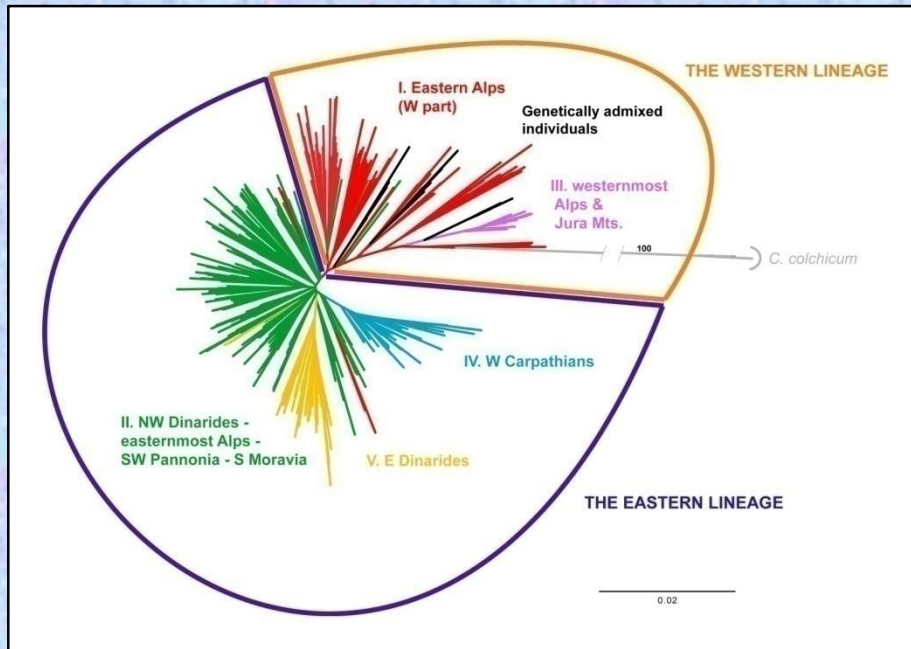 THE WESTERN LINEAGE
I. Eastern Alps
(W part)
Genetically admixed
individuals
III. westernmost
Alps &
Jura Mts.
100
C. colchicum
IV. W Carpathians
II. NW Dinarides -
easternmost Alps -
SW Pannonia - S Moravia
V. E Dinarides
THE EASTERN LINEAGE
0.02